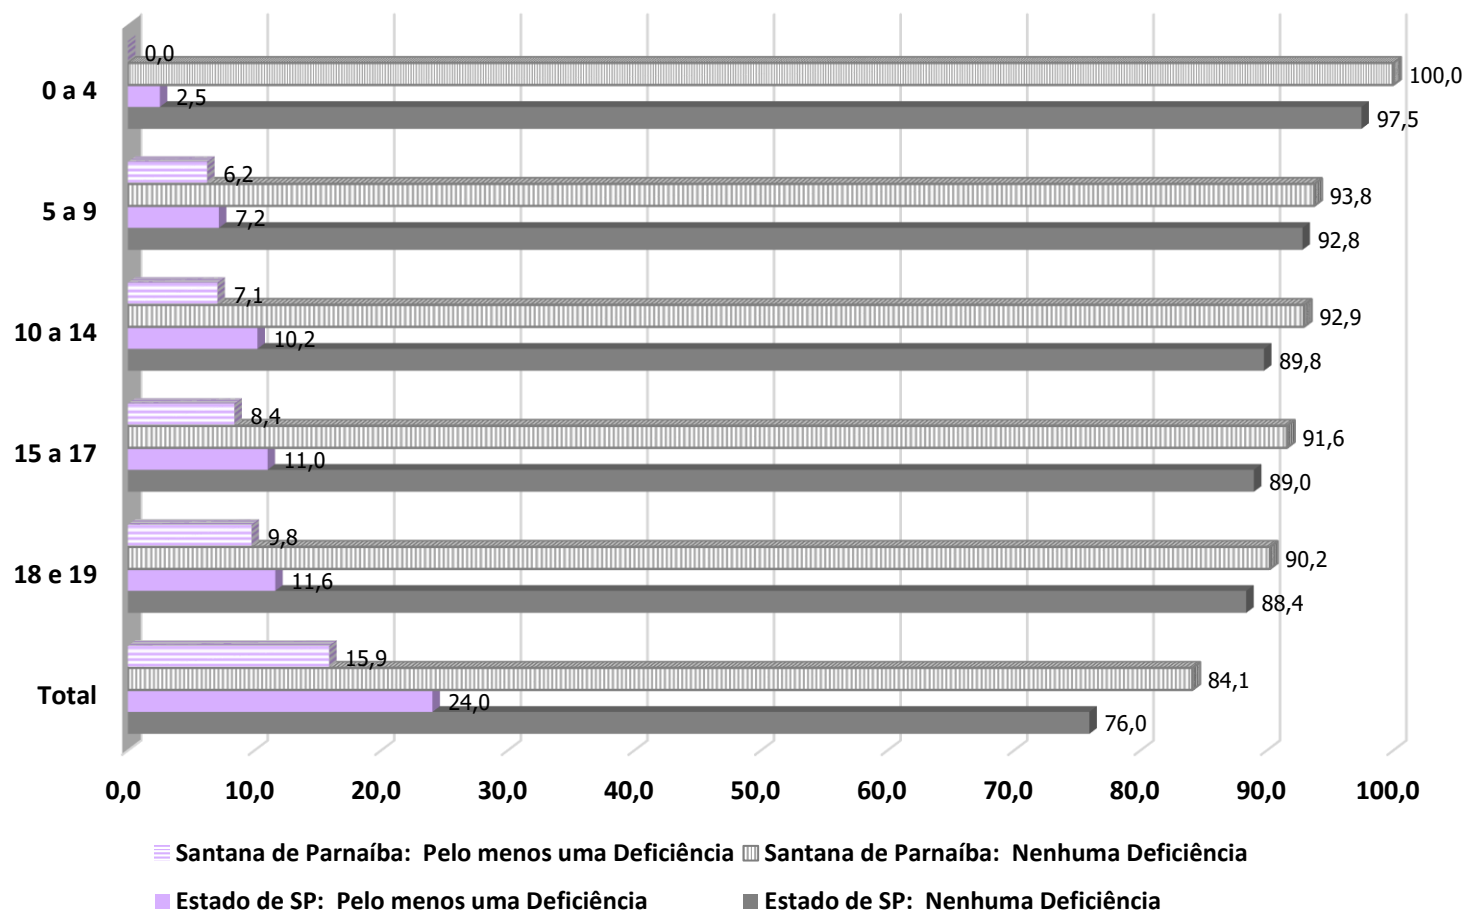 0,0
0 a 4
100,0
2,5
97,5
6,2
5 a 9
93,8
7,2
92,8
7,1
10 a 14
92,9
10,2
89,8
8,4
15 a 17
91,6
11,0
89,0
9,8
18 e 19
90,2
11,6
88,4
15,9
Total
84,1
24,0
76,0
0,0 10,0 20,0 30,0 40,0 50,0 60,0 70,0 80,0 90,0 100,0
Santana de Parnaíba: Pelo menos uma Deficiência Santana de Parnaíba: Nenhuma Deficiência
Estado de SP: Pelo menos uma Deficiência Estado de SP: Nenhuma Deficiência